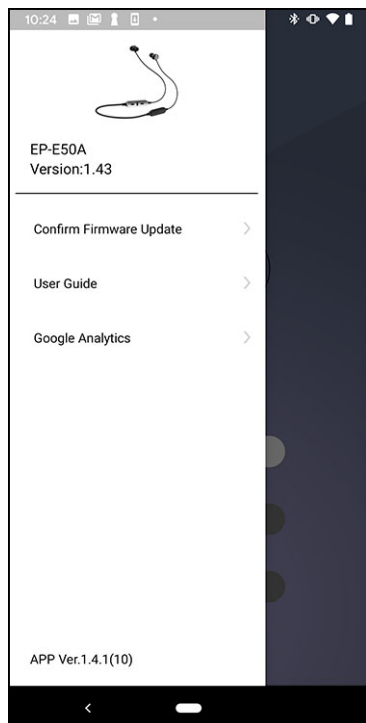 10:24
EP-E50A
Version:1.43
Confirm Firmware Update
User Guide
Google Analytics
APP Ver.1.4.1(10)